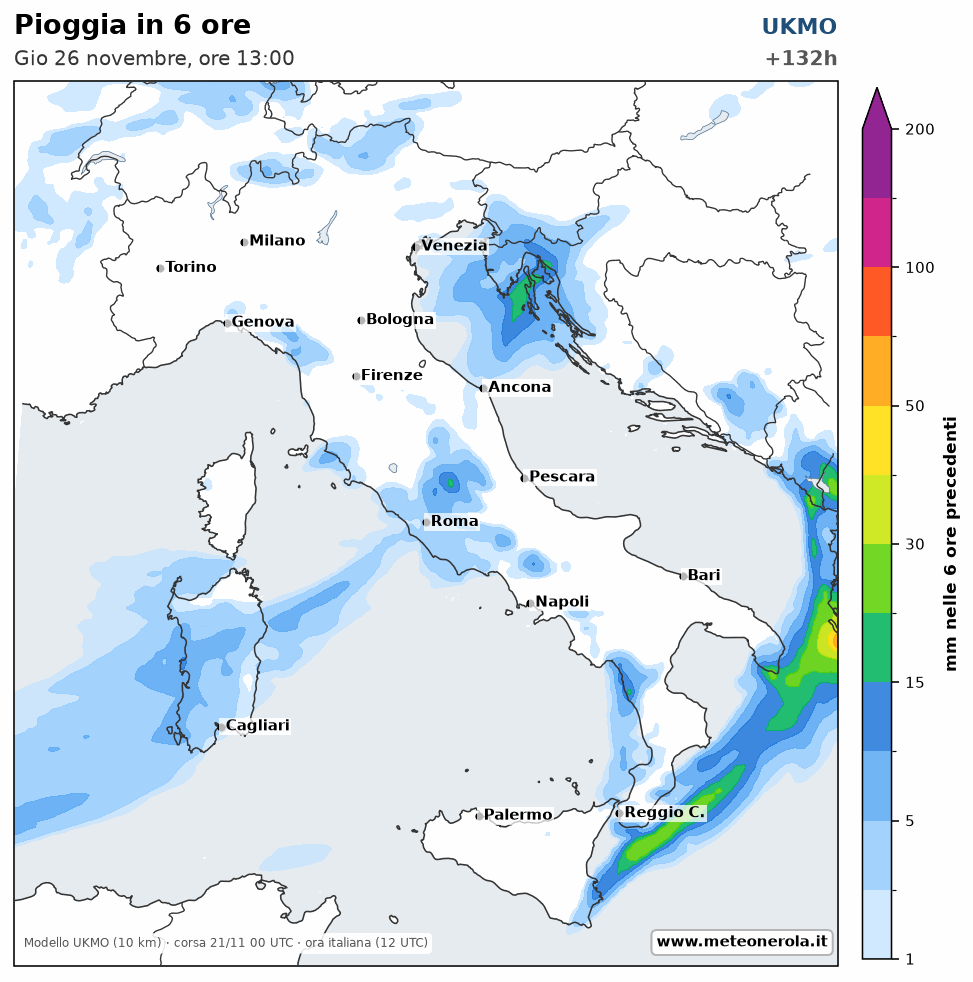 Pioggia in 6 ore
UKMO
Gio 26 novembre, ore 13:00
+132h
200
100
50
30
15
5
1
mm nelle 6 ore precedenti
Venezia
Milano
Torino
Genova
Bologna
Firenze
Ancona
Pescara
Roma
Bari
Napoli
Cagliari
Palermo
Reggio C.
Modello UKMO (10 km) · corsa 21/11 00 UTC · ora italiana (12 UTC)
www.meteonerola.it